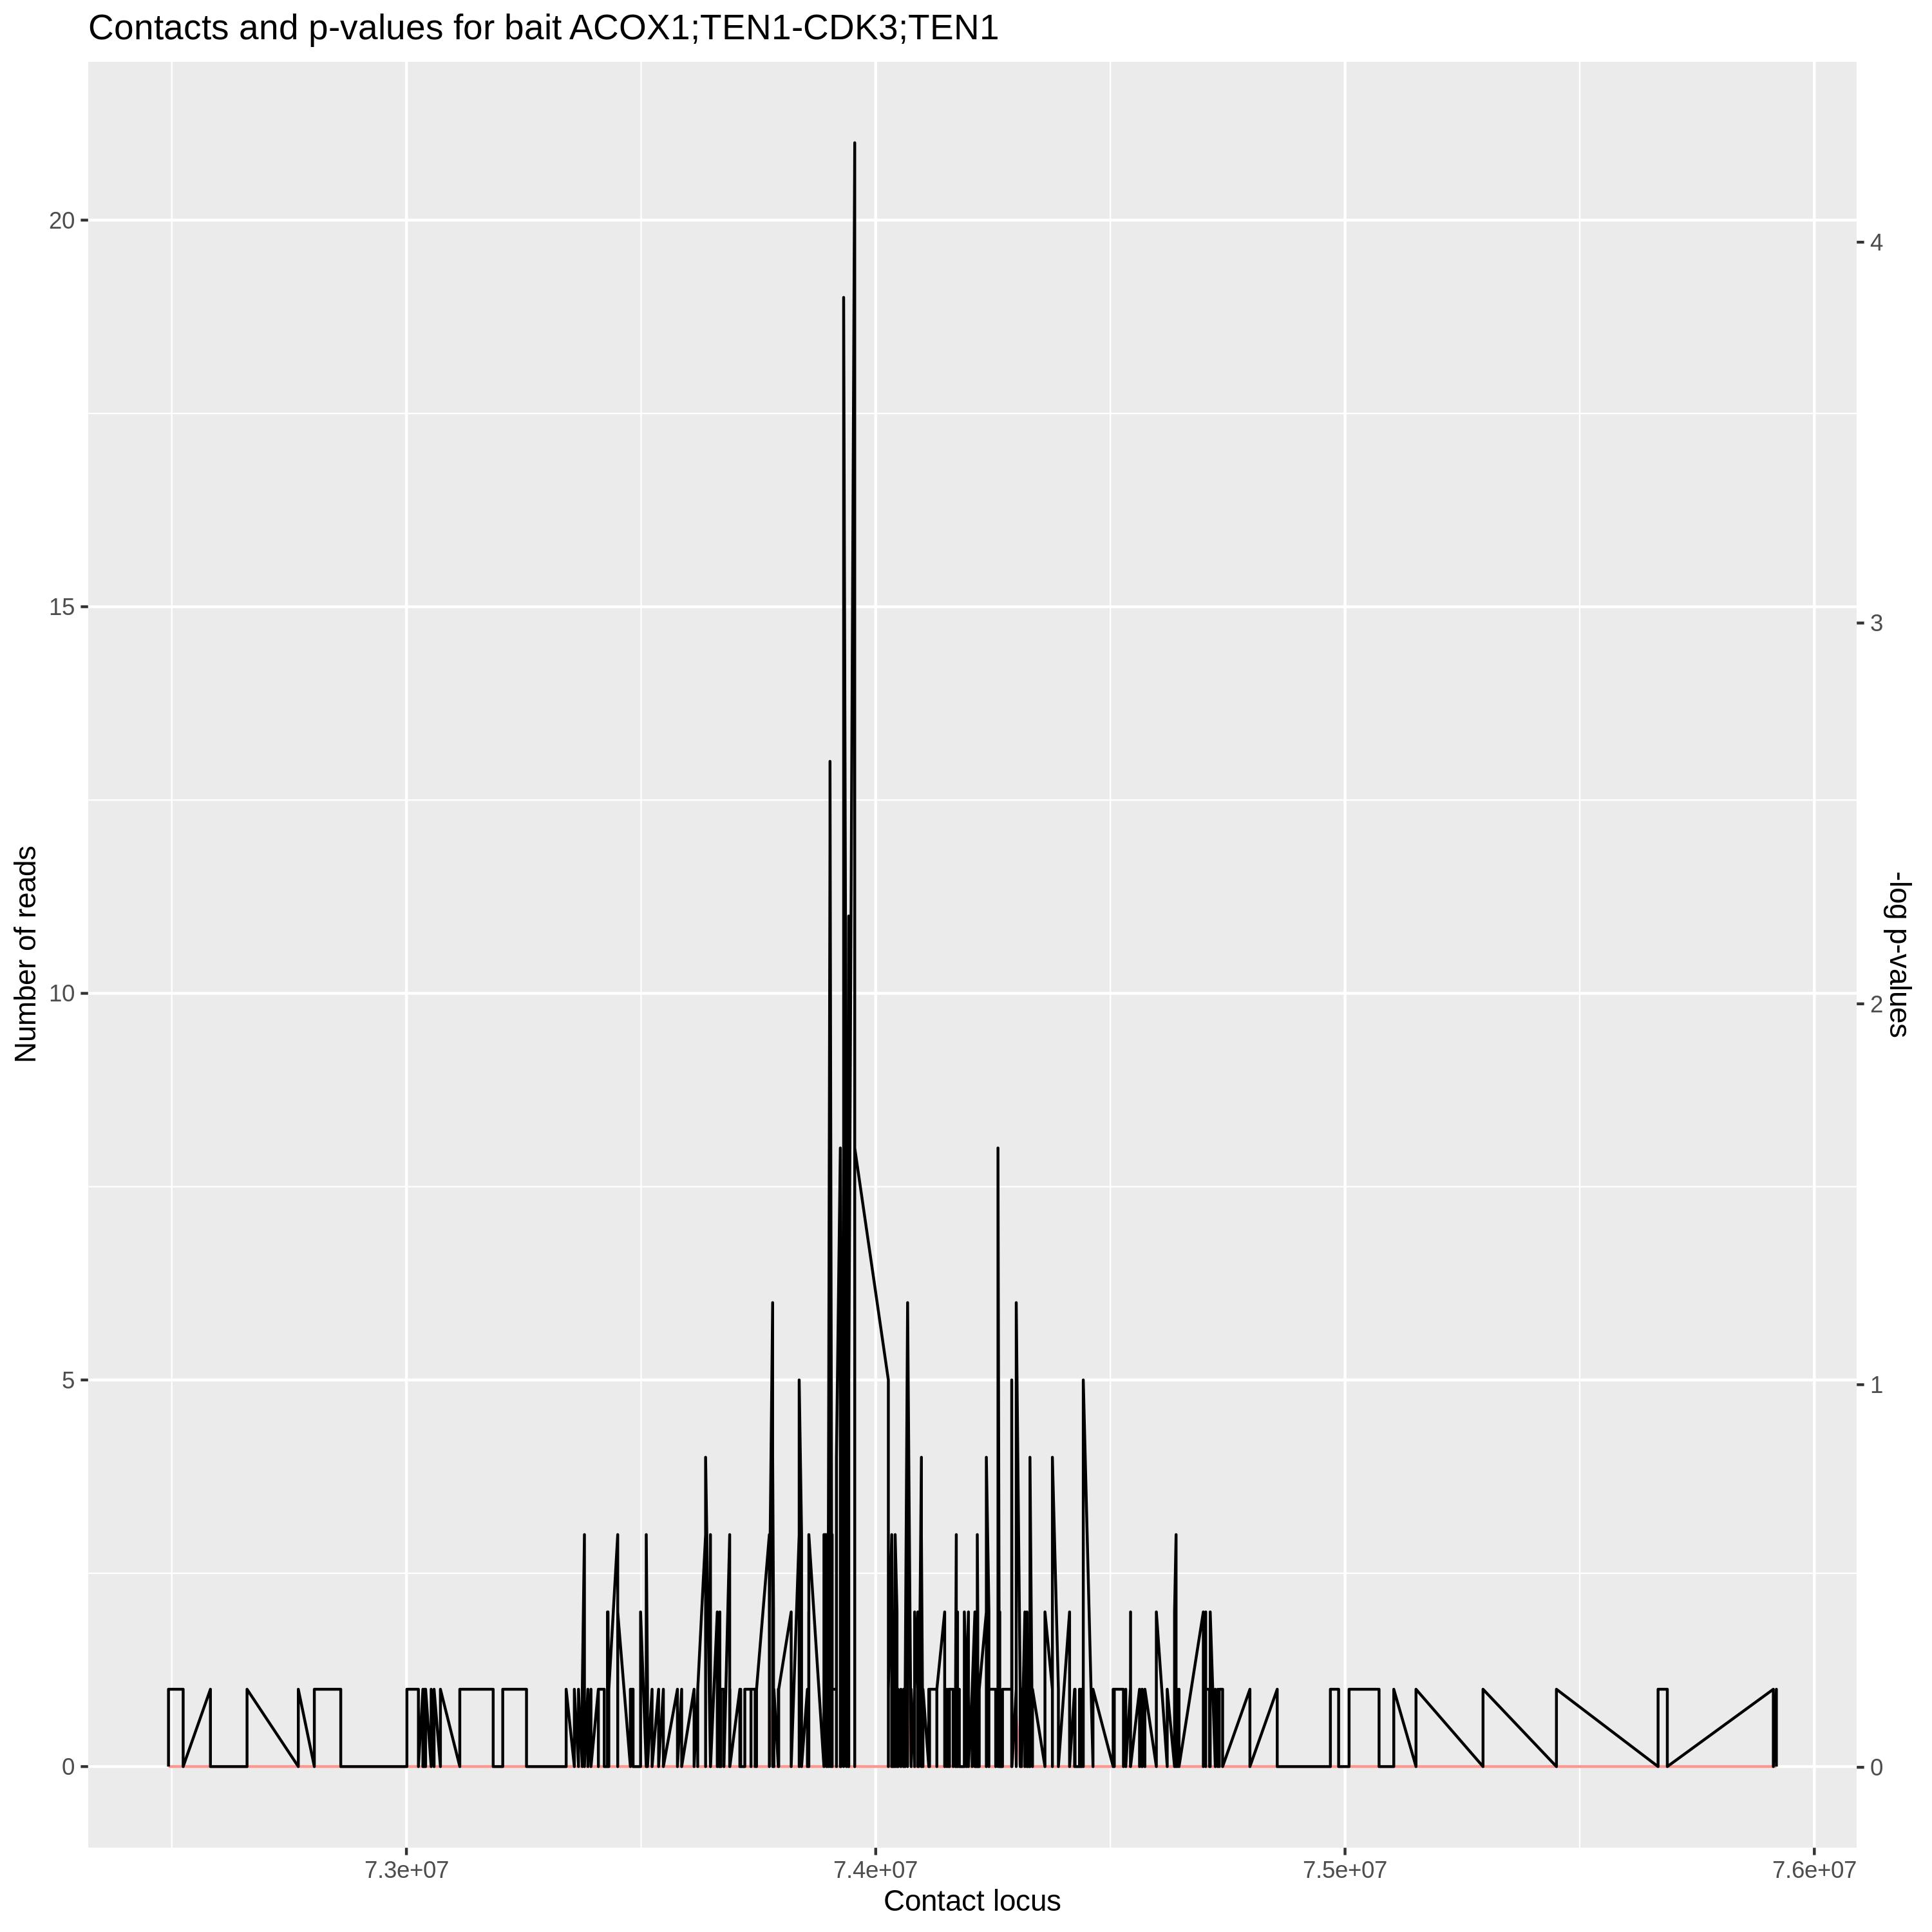 Contacts and p-values for bait ACOX1;TEN1-CDK3;TEN1
20
15
10
5
0
Number of reads
4
3
2
1
0
-log p-values
7.3e+07
7.4e+07
7.5e+07
7.6e+07
Contact locus